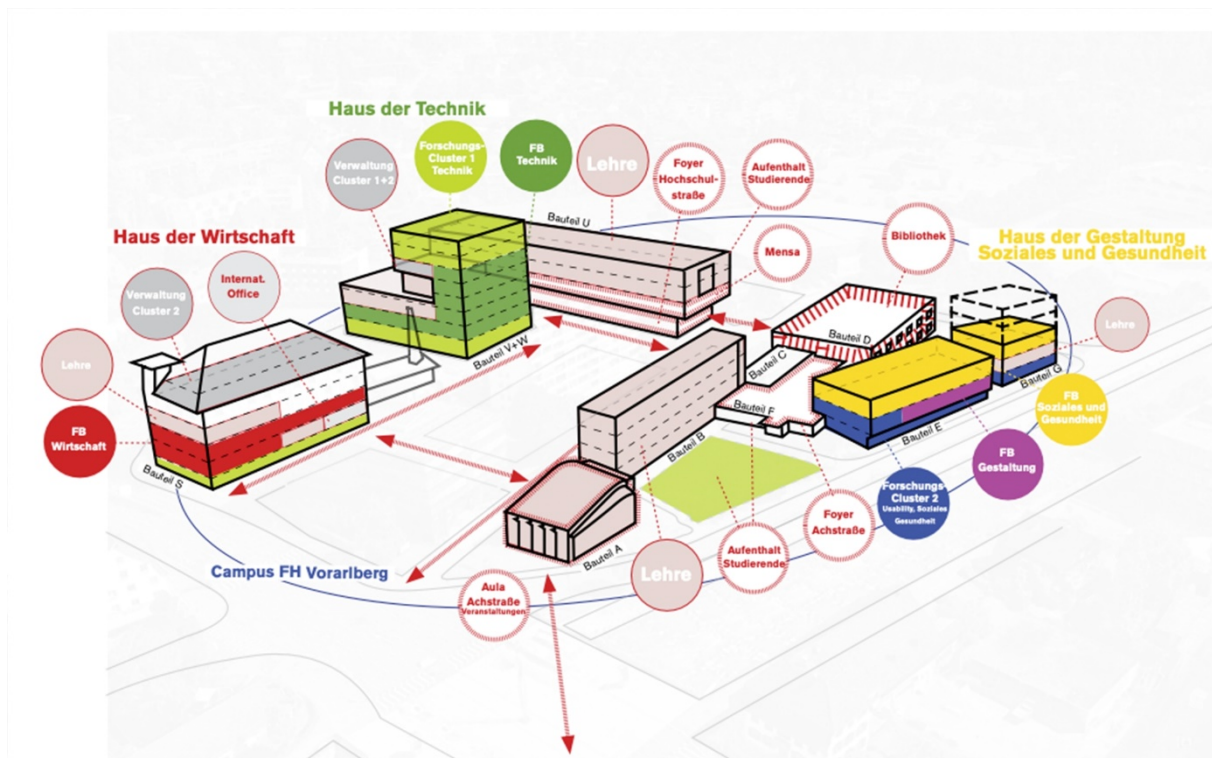 Haus der Technik
Verwaltung
Cluster 1+2
Forschungs-
Cluster 1
Technik
FB
Technik
Lehre
Foyer
Hochschul-
straße
Aufenthalt
Studierende
Bauteil U
Mensa
Bibliothek
Haus der Gestaltung
Soziales und Gesundheit
Haus der Wirtschaft
Verwaltung
Cluster 2
Internat.
Office
Lehre
FB
Wirtschaft
Bauteil S
Bauteil V+W
Bauteil D
Bauteil C
Bauteil F
Bauteil B
Bauteil E
Bauteil G
Lehre
FB
Soziales und
Gesundheit
FB
Gestaltung
Forschungs-
Cluster 2
Usability, Soziales
Gesundheit
Foyer
Achstraße
Aufenthalt
Studierende
Bauteil A
Lehre
Campus FH Vorarlberg
Aula
Achstraße
Veranstaltungen